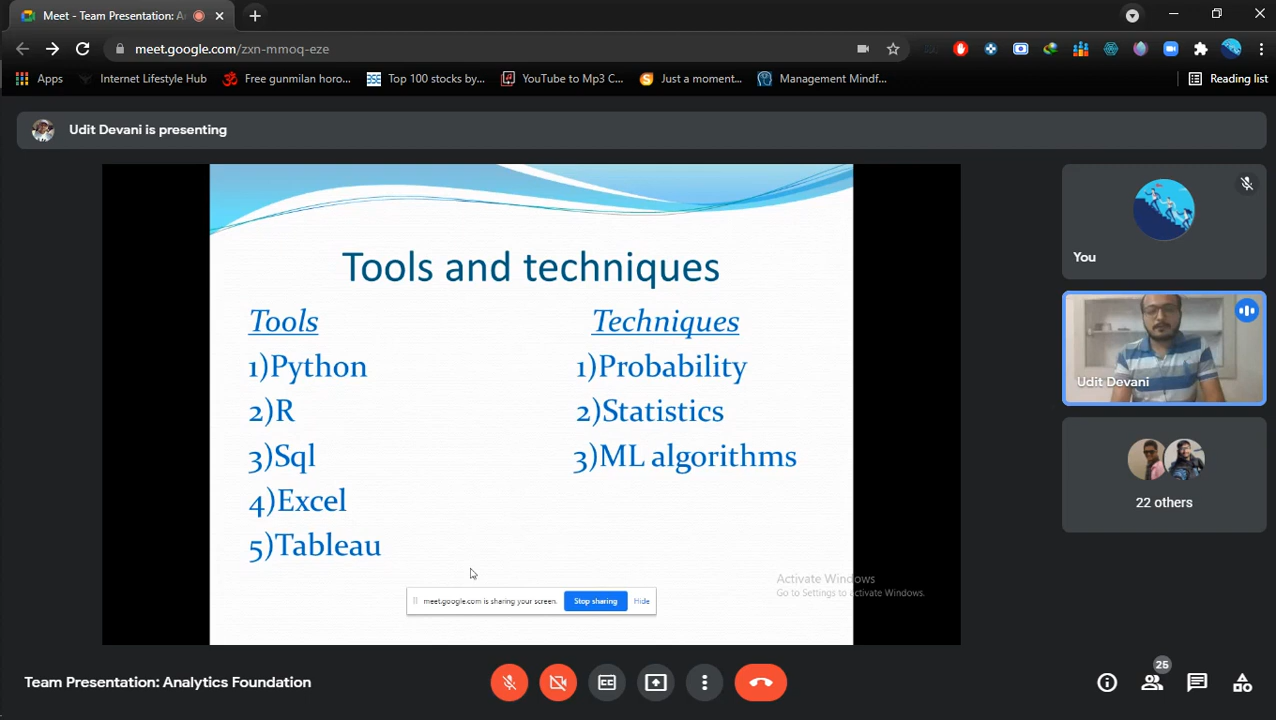 Meet - Team Presentation: A
meet.google.com/zxn-mmoq-eze
Apps
Internet Lifestyle Hub
Free gunmilan horo...
SSE
Top 100 stocks by...
YouTube to Mp3 C...
Just a moment...
Management Mindf...
Reading list
Udit Devani is presenting
Tools and techniques
Tools
Techniques
1)Python
1)Probability
2)R
2)Statistics
3)Sql
3)ML algorithms
4)Excel
5)Tableau
meet.google.com is sharing your screen.
Stop sharing
Hide
Activate Windows
Go to Settings to activate Windows.
You
Udit Devani
22 others
Team Presentation: Analytics Foundation
CC
25